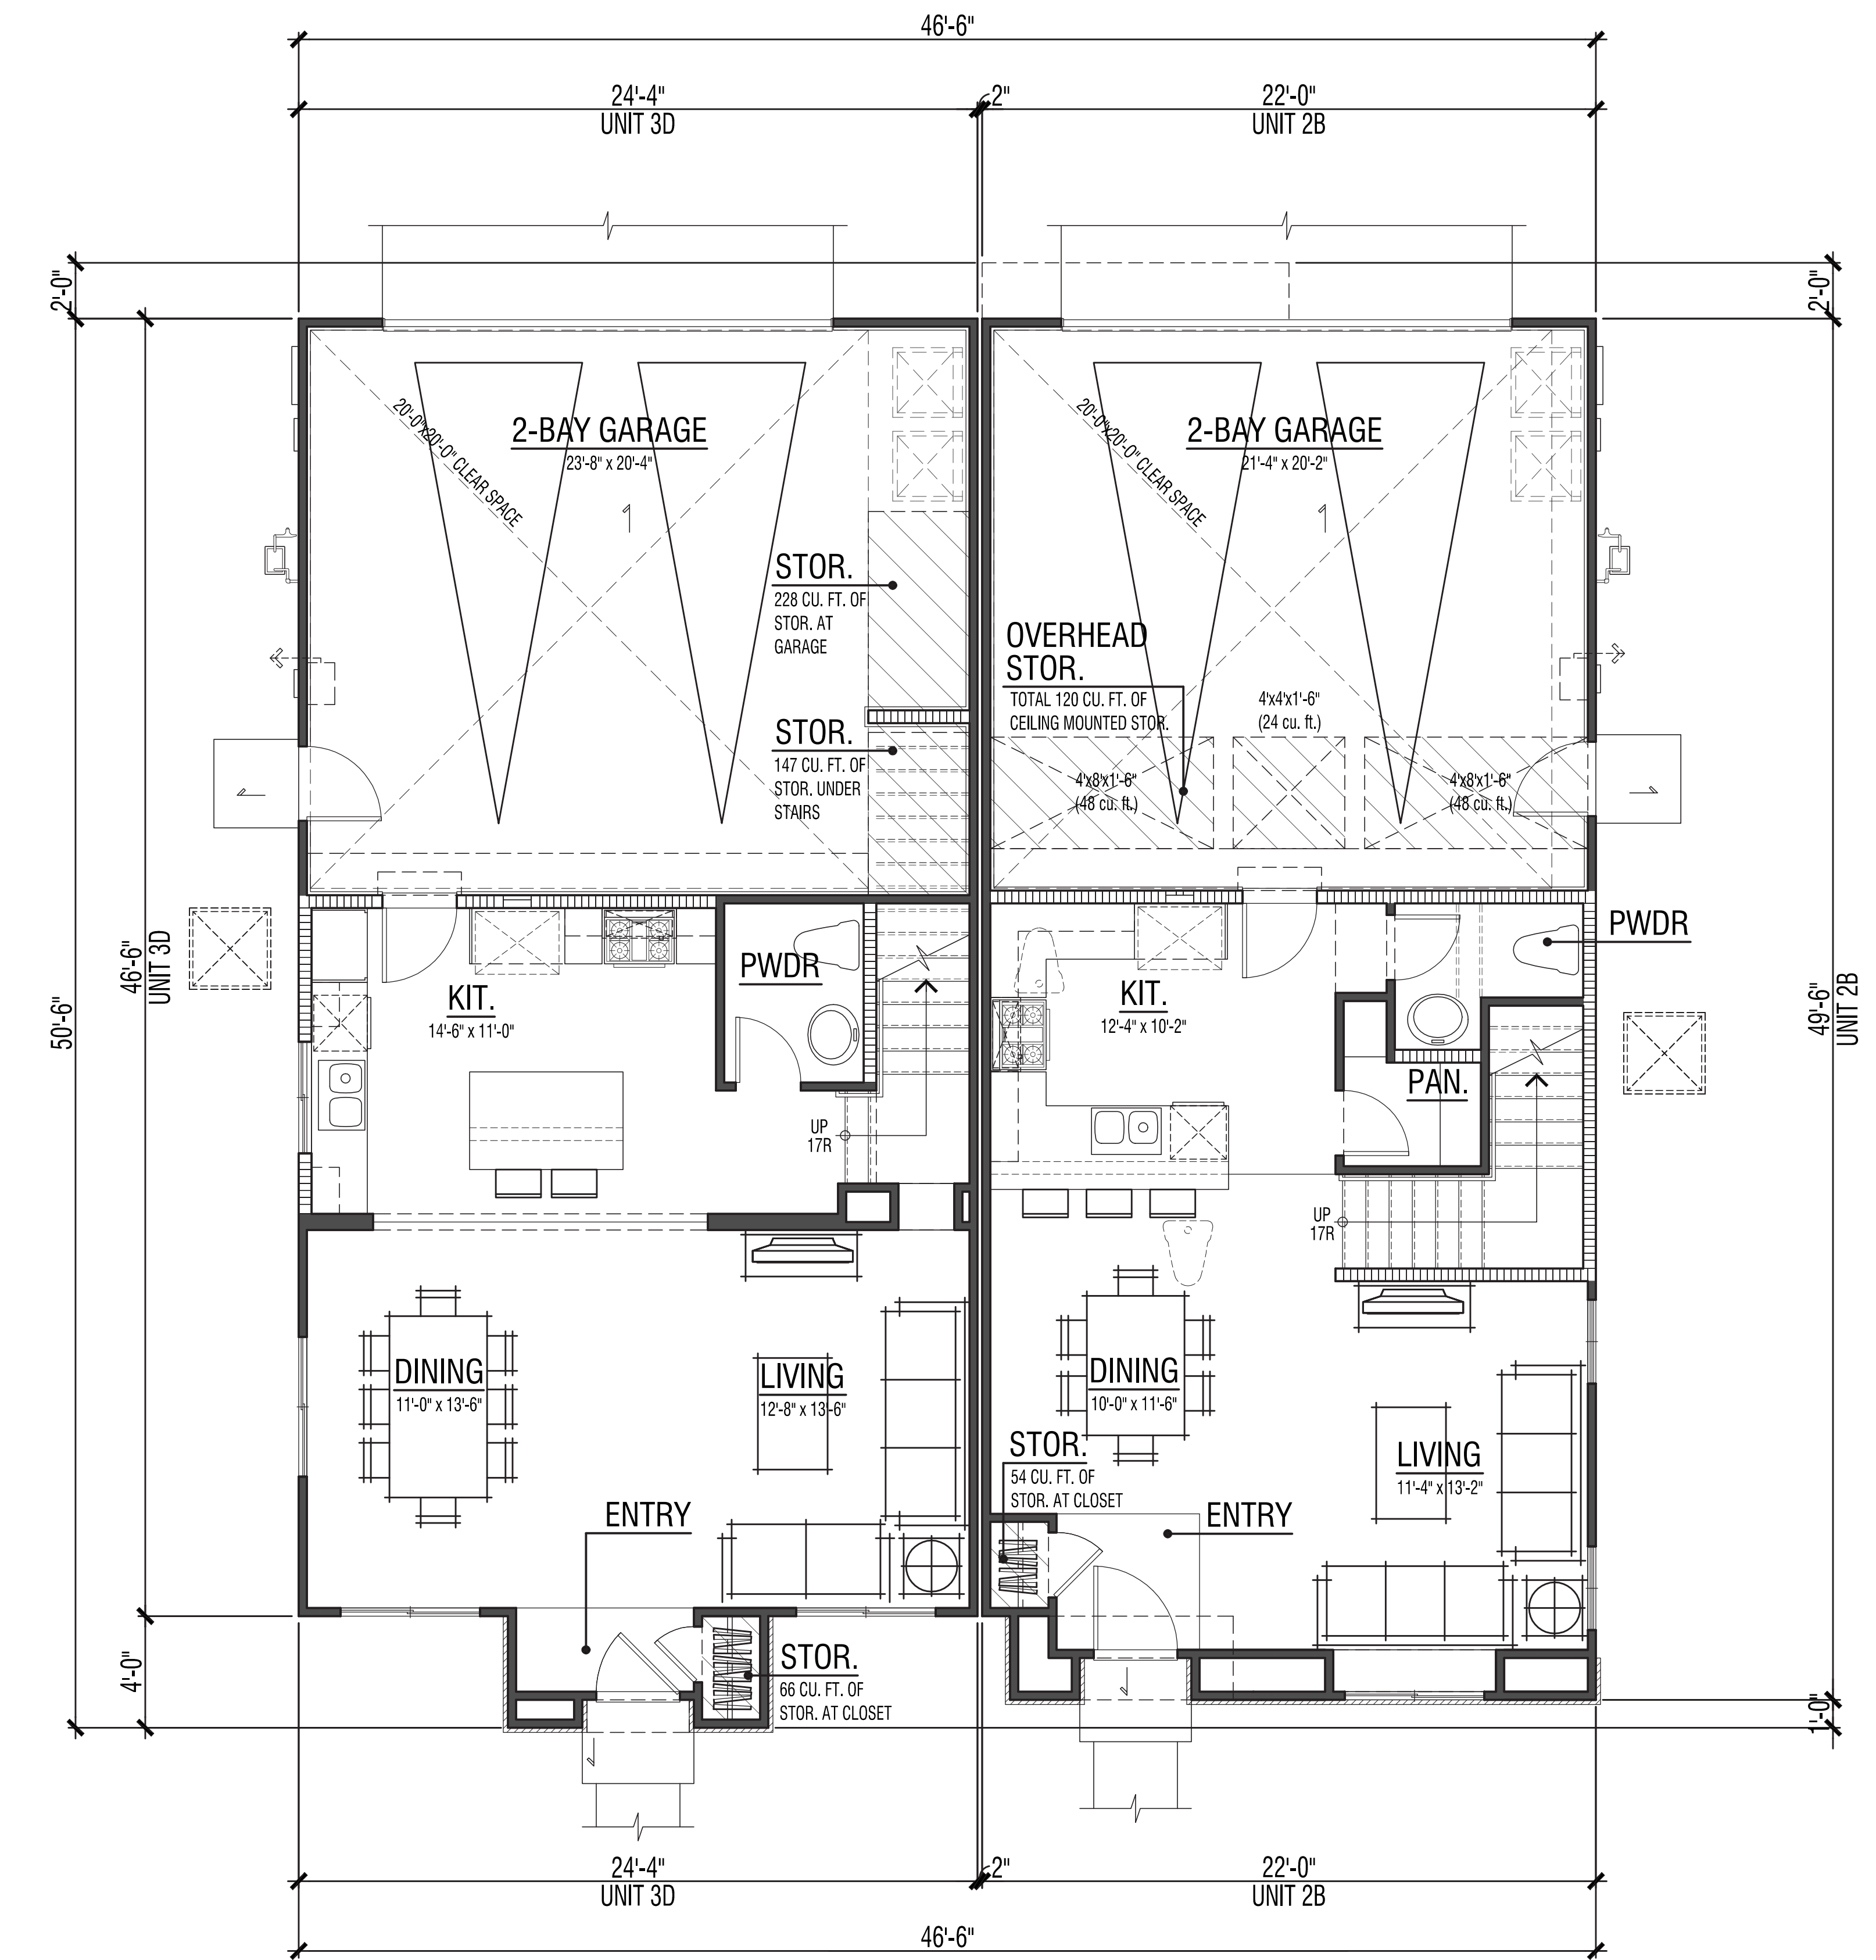 46'-6"
24'-4"
UNIT 3D
2"
22'-0"
UNIT 2B
2'-0"
2'-0"
2-BAY GARAGE
23'-8" x 20'-4"
20'-0"x20'-0" CLEAR SPACE
2-BAY GARAGE
21'-4" x 20'-2"
20'-0"x20'-0" CLEAR SPACE
STOR.
228 CU. FT. OF
STOR. AT
GARAGE
OVERHEAD
STOR.
TOTAL 120 CU. FT. OF
CEILING MOUNTED STOR.
4'x4'x1'-6"
(24 cu. ft.)
STOR.
147 CU. FT. OF
STOR. UNDER
STAIRS
4'x8'x1'-6"
(48 cu. ft.)
4'x8'x1'-6"
(48 cu. ft.)
50'-6"
46'-6"
UNIT 3D
49'-6"
UNIT 2B
PWDR
KIT.
14'-6" x 11'-0"
UP
17R
PWDR
KIT.
12'-4" x 10'-2"
PAN.
UP
17R
DINING
11'-0" x 13'-6"
LIVING
12'-8" x 13'-6"
DINING
10'-0" x 11'-6"
LIVING
11'-4" x 13'-2"
STOR.
54 CU. FT. OF
STOR. AT CLOSET
ENTRY
ENTRY
4'-0"
STOR.
66 CU. FT. OF
STOR. AT CLOSET
1'-0"
24'-4"
UNIT 3D
2"
22'-0"
UNIT 2B
46'-6"